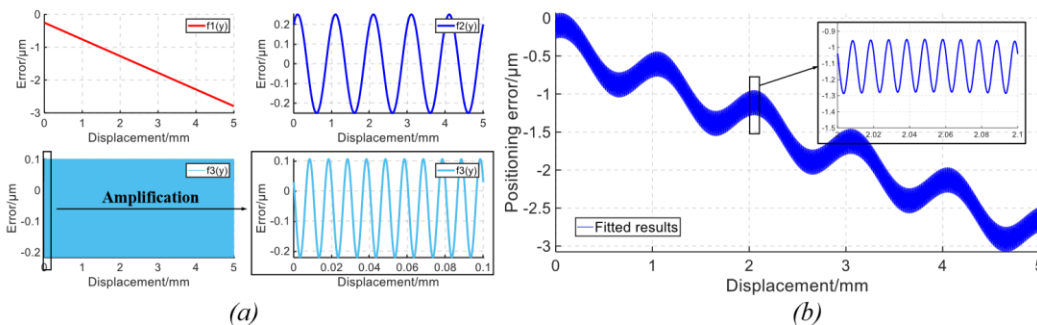 0
-1
-2
-3
Error/μm
f1(y)
0 1 2 3 4 5
Displacement/mm
0.2
0.1
0
-0.1
-0.2
Error/μm
f2(y)
0 1 2 3 4 5
Displacement/mm
0.1
0
-0.1
-0.2
Error/μm
f3(y)
Amplification
0 1 2 3 4 5
Displacement/mm
0.1
0
-0.1
-0.2
Error/μm
f3(y)
0 0.02 0.04 0.06 0.08 0.1
Displacement/mm
(a)
0
-0.5
-1
-1.5
-2
-2.5
-3
Positioning error/μm
-0.9
-1
-1.1
-1.2
-1.3
-1.4
-1.5
2.02 2.04 2.06 2.08 2.1
Fitted results
0 1 2 3 4 5
Displacement/mm
(b)